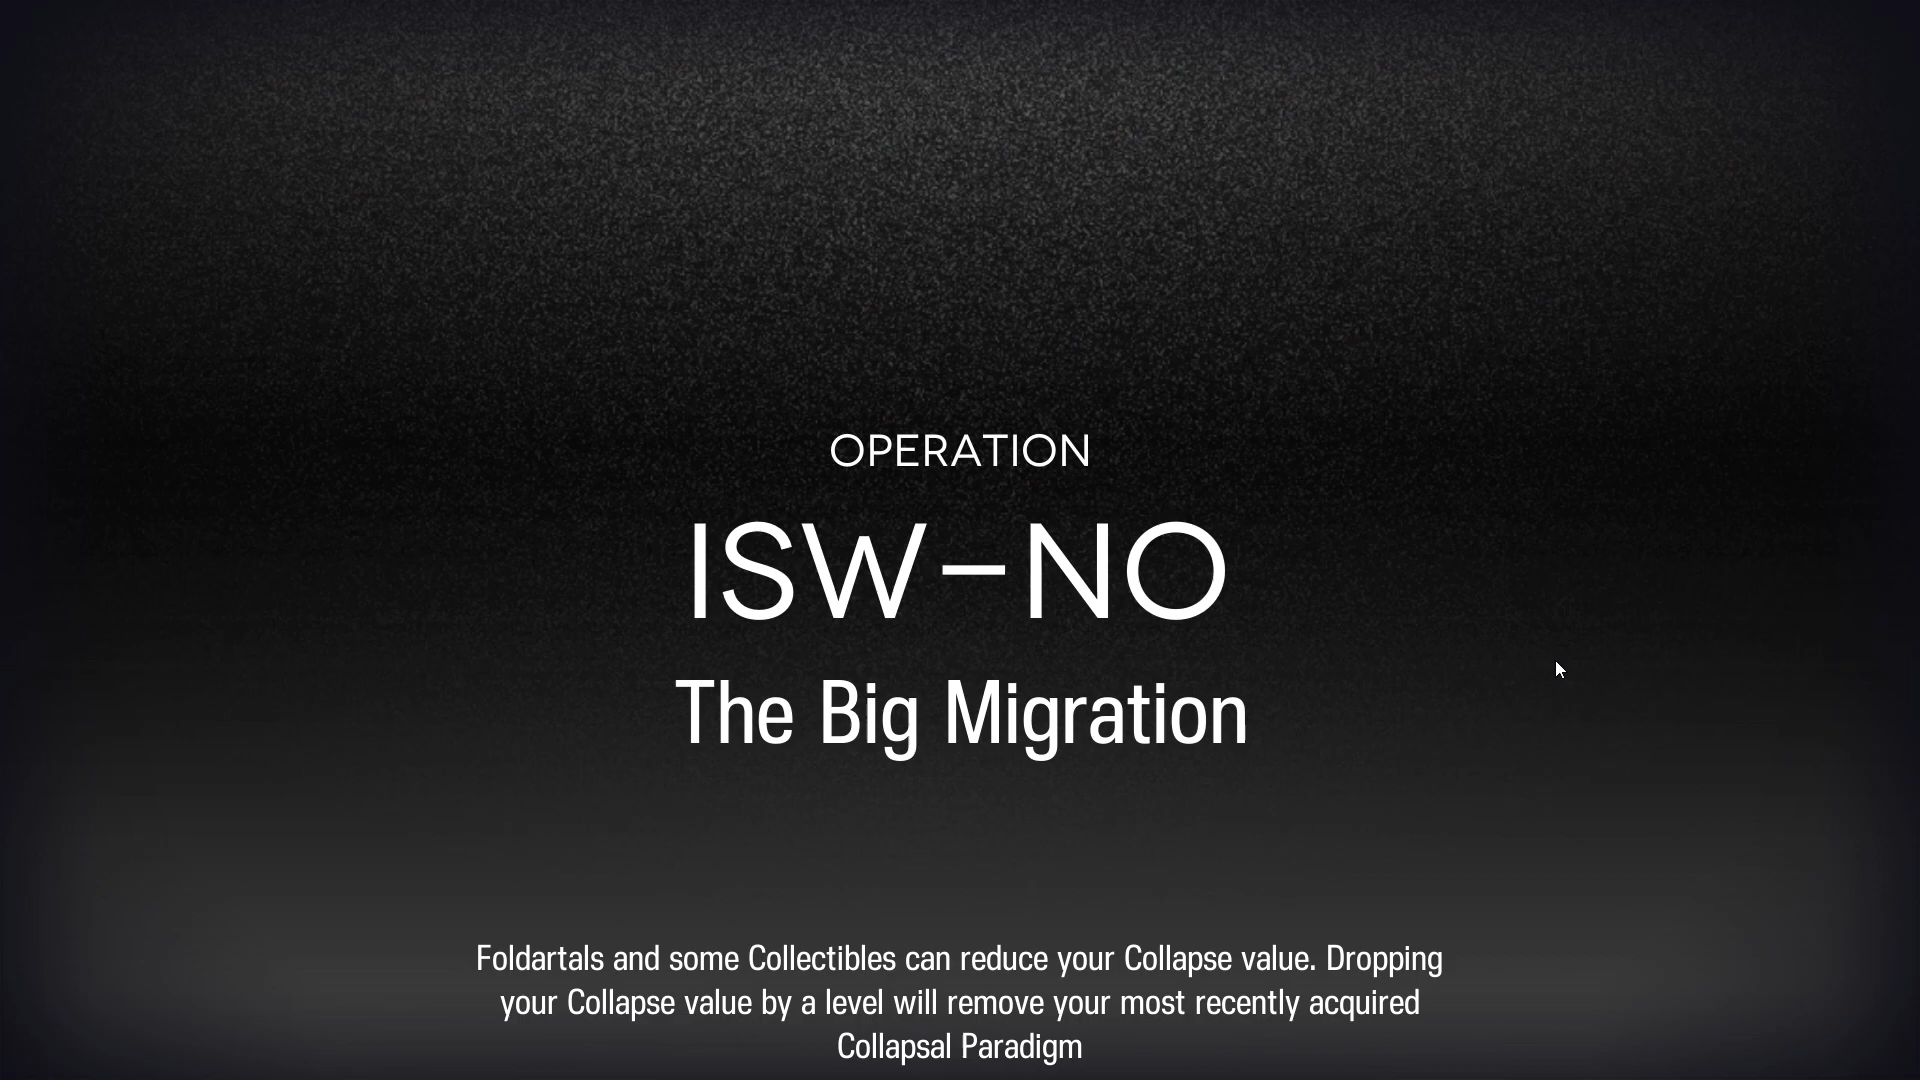 OPERATION
ISW-NO
The Big Migration
Foldartals and some Collectibles can reduce your Collapse value. Dropping
your Collapse value by a level will remove your most recently acquired
Collapsal Paradigm